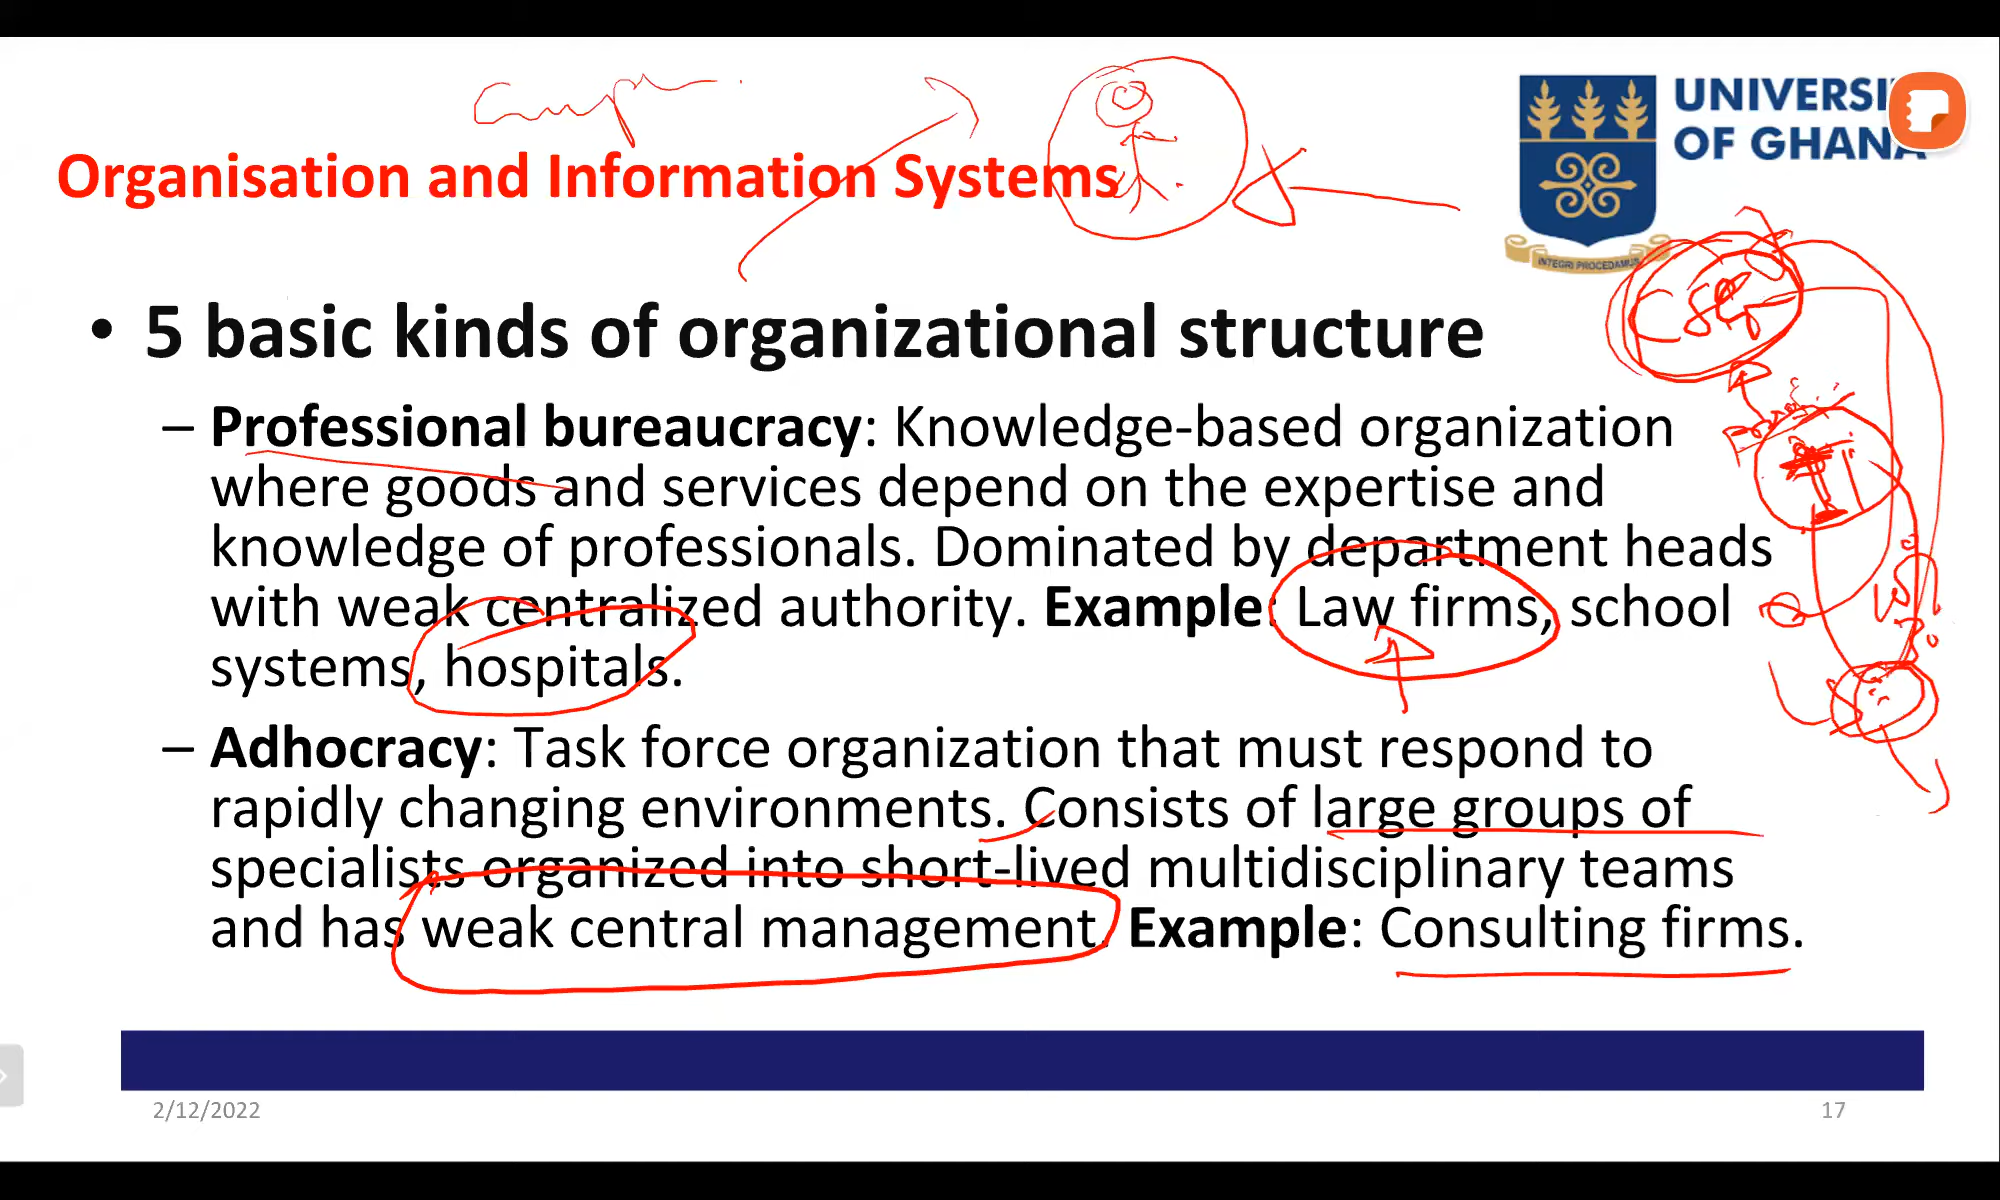 UNIVERSI
OF GHANA
Organisation and Information Systems
INTEGRI PROCEDAMUS
• 5 basic kinds of organizational structure
– Professional bureaucracy: Knowledge-based organization
where goods and services depend on the expertise and
knowledge of professionals. Dominated by department heads
with weak centralized authority. Example: Law firms, school
systems, hospitals.
– Adhocracy: Task force organization that must respond to
rapidly changing environments. Consists of large groups of
specialists organized into short-lived multidisciplinary teams
and has weak central management. Example: Consulting firms.
2/12/2022
17